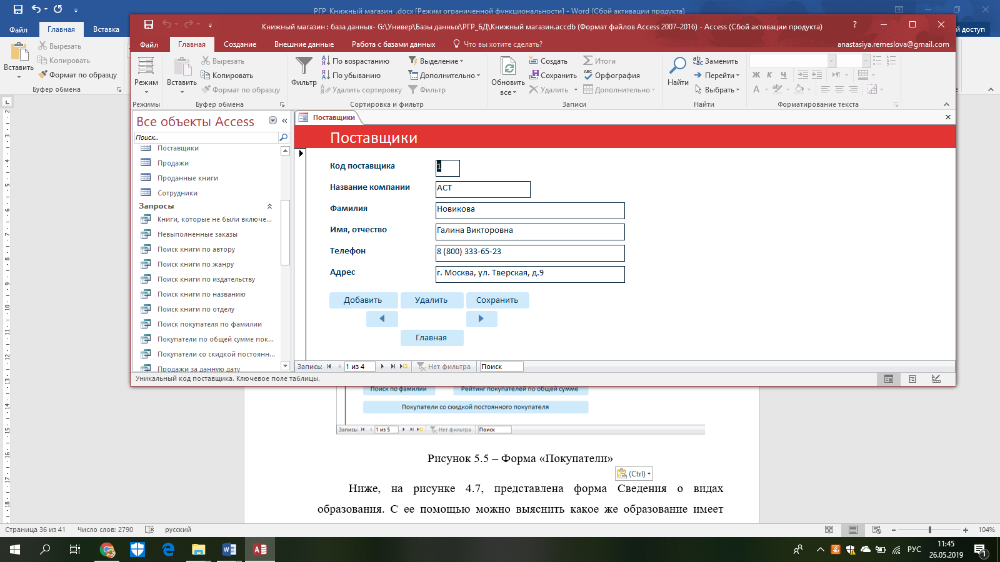 РГР_Книжный магазин_.docx [Режим ограниченной функциональности] - Word (Сбой активации продукта)
Файл
Главная
Вставка
й доступ
Вставить
Вырезать
Копировать
Формат по образцу
Буфер обмена
Книжный магазин : база данных- G:\Универ\Базы данных\РГР_БД\Книжный магазин.accdb (Формат файлов Access 2007–2016) - Access (Сбой активации продукта)
Файл
Главная
Создание
Внешние данные
Работа с базами данных
Что вы хотите сделать?
anastasiya.remeslova@gmail.com
Режим
Режимы
Вставить
Вырезать
Копировать
Формат по образцу
Буфер обмена
Фильтр
По возрастанию
По убыванию
Удалить сортировку
Выделение
Дополнительно
Фильтр
Сортировка и фильтр
Обновить
все
Создать
Сохранить
Удалить
Итоги
Орфография
Дополнительно
Записи
Найти
Заменить
Перейти
Выбрать
Найти
Ж К Ч
Форматирование текста
Все объекты Access
Поиск...
Поставщики
Продажи
Проданные книги
Сотрудники
Запросы
Книги, которые не были включе...
Невыполненные заказы
Поиск книги по автору
Поиск книги по жанру
Поиск книги по издательству
Поиск книги по названию
Поиск книги по отделу
Поиск покупателя по фамилии
Покупатели по общей сумме пок...
Покупатели со скидкой постоянн...
Продажи за данную дату
Поставщики
Поставщики
Код поставщика 1
Название компании АСТ
Фамилия Новикова
Имя, отчество Галина Викторовна
Телефон 8 (800) 333-65-23
Адрес г. Москва, ул. Тверская, д.9
Добавить Удалить Сохранить
Главная
Запись: 1 из 4 Нет фильтра Поиск
Уникальный код поставщика. Ключевое поле таблицы.
Поиск по фамилии Рейтинг покупателей по общей сумме
Покупатели со скидкой постоянного покупателя
Запись: 1 из 5 Нет фильтра Поиск
Рисунок 5.5 – Форма «Покупатели»
(Ctrl)
Ниже, на рисунке 4.7, представлена форма Сведения о видах
образования. С ее помощью можно выяснить какое же образование имеет
Страница 36 из 41 Число слов: 2790 русский 104%
РУС
11:45
26.05.2019
1